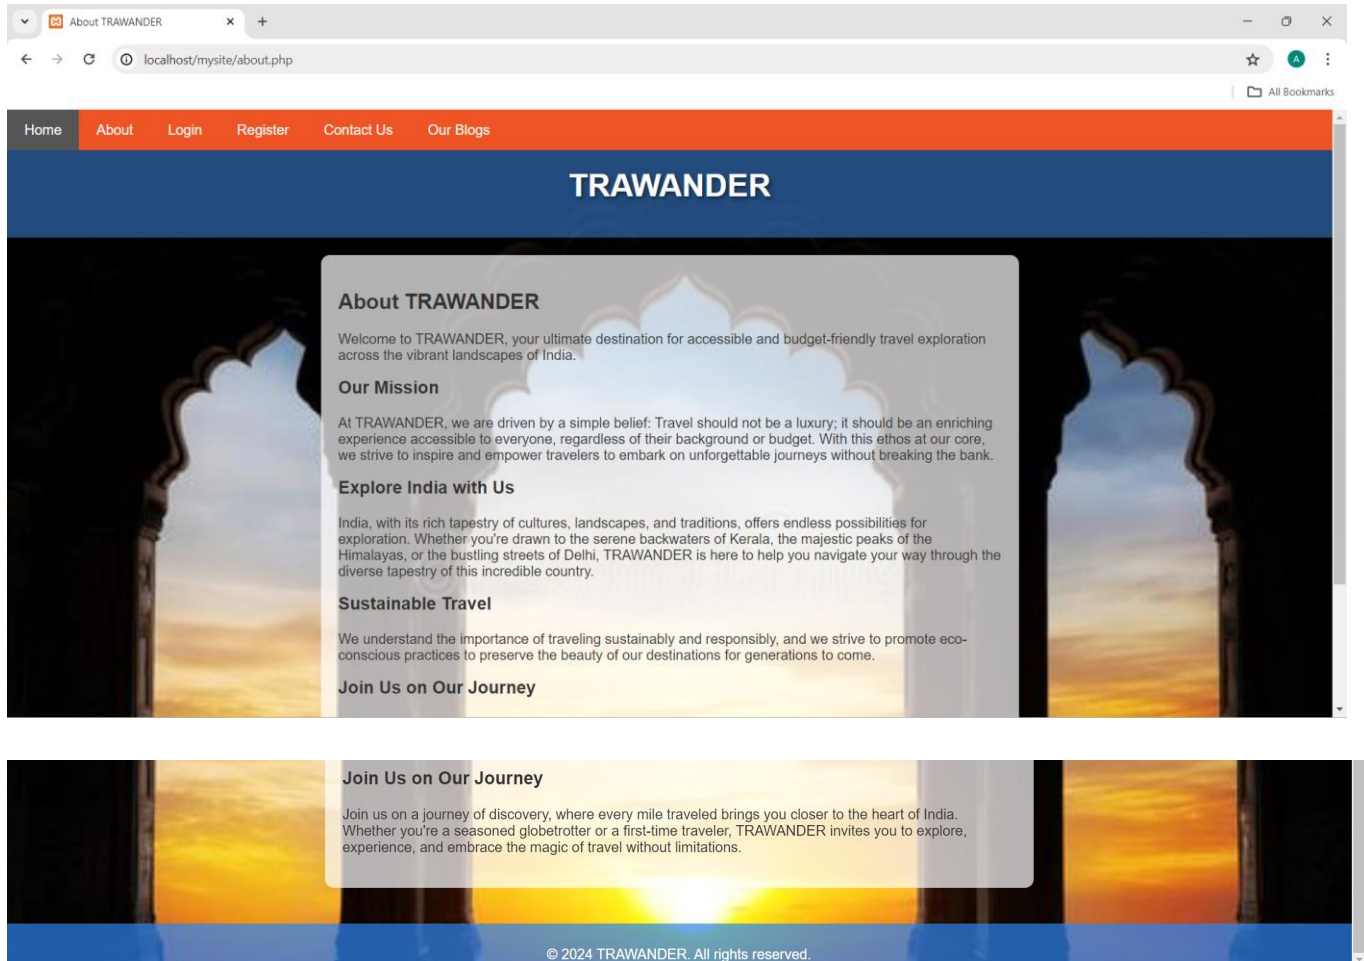 About TRAWANDER
localhost/mysite/about.php
A
All Bookmarks
Home About Login Register Contact Us Our Blogs
TRAWANDER
About TRAWANDER
Welcome to TRAWANDER, your ultimate destination for accessible and budget-friendly travel exploration
across the vibrant landscapes of India.
Our Mission
At TRAWANDER, we are driven by a simple belief: Travel should not be a luxury; it should be an enriching
experience accessible to everyone, regardless of their background or budget. With this ethos at our core,
we strive to inspire and empower travelers to embark on unforgettable journeys without breaking the bank.
Explore India with Us
India, with its rich tapestry of cultures, landscapes, and traditions, offers endless possibilities for
exploration. Whether you're drawn to the serene backwaters of Kerala, the majestic peaks of the
Himalayas, or the bustling streets of Delhi, TRAWANDER is here to help you navigate your way through the
diverse tapestry of this incredible country.
Sustainable Travel
We understand the importance of traveling sustainably and responsibly, and we strive to promote eco-
conscious practices to preserve the beauty of our destinations for generations to come.
Join Us on Our Journey
Join Us on Our Journey
Join us on a journey of discovery, where every mile traveled brings you closer to the heart of India.
Whether you're a seasoned globetrotter or a first-time traveler, TRAWANDER invites you to explore,
experience, and embrace the magic of travel without limitations.
© 2024 TRAWANDER. All rights reserved.